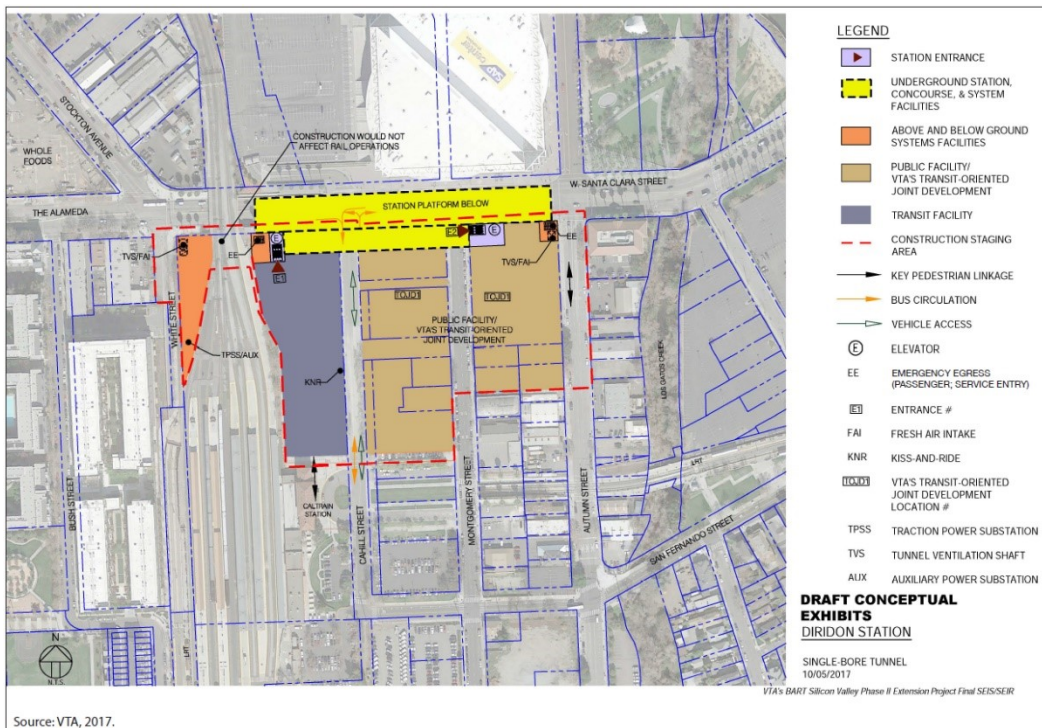 STOCKTON AVENUE
WHOLE
FOODS
THE ALAMEDA
CONSTRUCTION WOULD NOT
AFFECT RAIL OPERATIONS
W. SANTA CLARA STREET
STATION PLATFORM BELOW
TVS/FAI
EE
E
E1
E2
E
EE
TVS/FAI
WHITE STREET
TPSS/AUX
KNR
TOJD1
TOJD1
PUBLIC FACILITY/
VTA'S TRANSIT-ORIENTED
JOINT DEVELOPMENT
LOS GATOS CREEK
LRT
BUSH STREET
CALTRAIN
STATION
CAHILL STREET
MONTGOMERY STREET
AUTUMN STREET
SAN FERNANDO STREET
LRT
N
N.T.S.
LEGEND
STATION ENTRANCE
UNDERGROUND STATION,
CONCOURSE, & SYSTEM
FACILITIES
ABOVE AND BELOW GROUND
SYSTEMS FACILITIES
PUBLIC FACILITY/
VTA'S TRANSIT-ORIENTED
JOINT DEVELOPMENT
TRANSIT FACILITY
CONSTRUCTION STAGING
AREA
KEY PEDESTRIAN LINKAGE
BUS CIRCULATION
VEHICLE ACCESS
E ELEVATOR
EE EMERGENCY EGRESS
(PASSENGER; SERVICE ENTRY)
E1 ENTRANCE #
FAI FRESH AIR INTAKE
KNR KISS-AND-RIDE
TOJD1 VTA'S TRANSIT-ORIENTED
JOINT DEVELOPMENT
LOCATION #
TPSS TRACTION POWER SUBSTATION
TVS TUNNEL VENTILATION SHAFT
AUX AUXILIARY POWER SUBSTATION
DRAFT CONCEPTUAL
EXHIBITS
DIRIDON STATION
SINGLE-BORE TUNNEL
10/05/2017
VTA's BART Silicon Valley Phase II Extension Project Final SEIS/SEIR
Source: VTA, 2017.